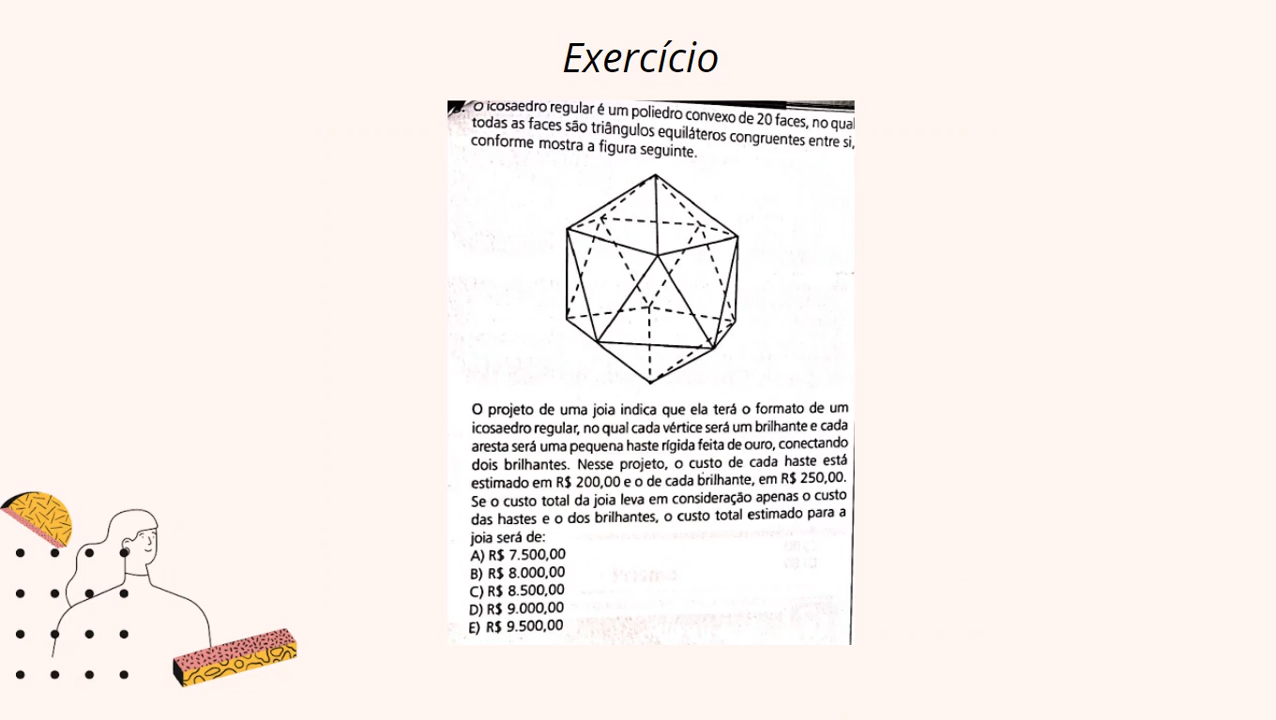 Exercício
O icosaedro regular é um poliedro convexo de 20 faces, no qual
todas as faces são triângulos equiláteros congruentes entre si,
conforme mostra a figura seguinte.
O projeto de uma joia indica que ela terá o formato de um
icosaedro regular, no qual cada vértice será um brilhante e cada
aresta será uma pequena haste rígida feita de ouro, conectando
dois brilhantes. Nesse projeto, o custo de cada haste está
estimado em R$ 200,00 e o de cada brilhante, em R$ 250,00.
Se o custo total da joia leva em consideração apenas o custo
das hastes e o dos brilhantes, o custo total estimado para a
joia será de:
A) R$ 7.500,00
B) R$ 8.000,00
C) R$ 8.500,00
D) R$ 9.000,00
E) R$ 9.500,00